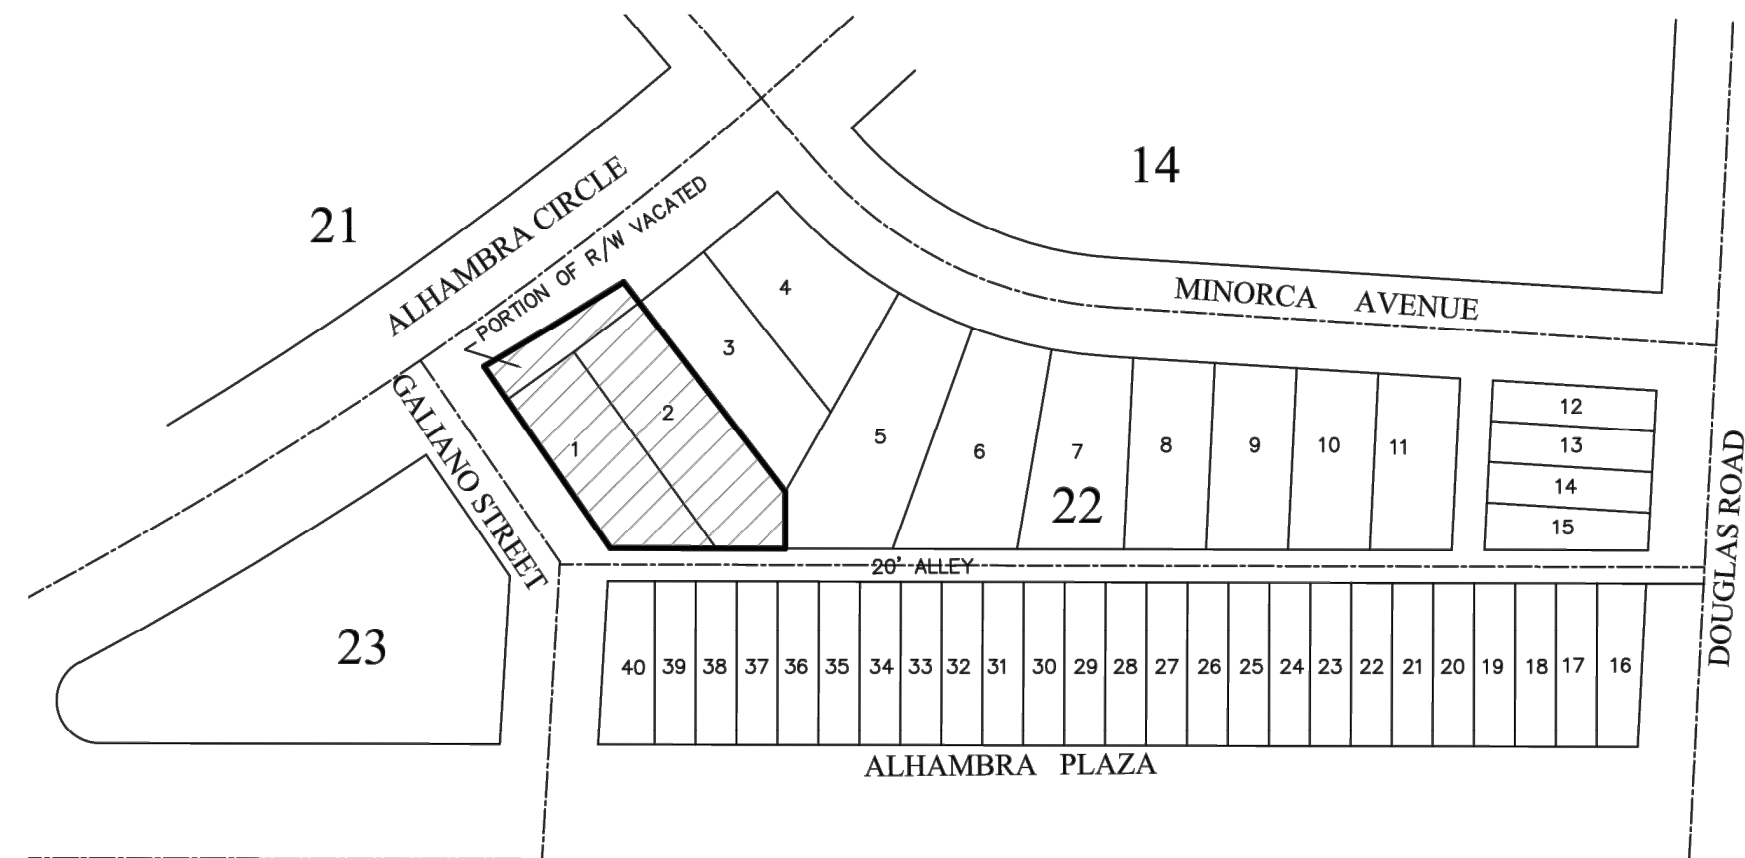 14
21
ALHAMBRA CIRCLE
PORTION OF R/W VACATED
4
MINORCA AVENUE
3
GALIANO STREET
2
1
5
6
7
8
9
10
11
12
13
14
15
22
DOUGLAS ROAD
20' ALLEY
23
40 39 38 37 36 35 34 33 32 31 30 29 28 27 26 25 24 23 22 21 20 19 18 17 16
ALHAMBRA PLAZA